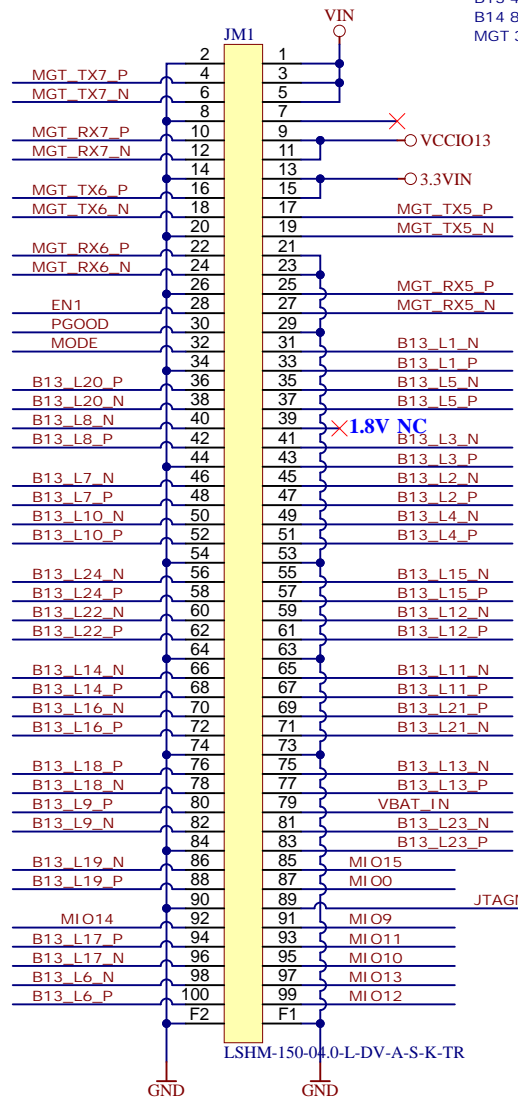 B14 8
MGT 3
VIN
JM1
2 1
MGT_TX7_P 4 3
MGT_TX7_N 6 5
8 7
MGT_RX7_P 10 9 VCCIO13
MGT_RX7_N 12 11
14 13 3.3VIN
MGT_TX6_P 16 15
MGT_TX6_N 18 17 MGT_TX5_P
20 19 MGT_TX5_N
MGT_RX6_P 22 21
MGT_RX6_N 24 23
26 25 MGT_RX5_P
EN1 28 27 MGT_RX5_N
PGOOD 30 29
MODE 32 31 B13_L1_N
34 33 B13_L1_P
B13_L20_P 36 35 B13_L5_N
B13_L20_N 38 37 B13_L5_P
B13_L8_N 40 39 1.8V NC
B13_L8_P 42 41 B13_L3_N
44 43 B13_L3_P
B13_L7_N 46 45 B13_L2_N
B13_L7_P 48 47 B13_L2_P
B13_L10_N 50 49 B13_L4_N
B13_L10_P 52 51 B13_L4_P
54 53
B13_L24_N 56 55 B13_L15_N
B13_L24_P 58 57 B13_L15_P
B13_L22_N 60 59 B13_L12_N
B13_L22_P 62 61 B13_L12_P
64 63
B13_L14_N 66 65 B13_L11_N
B13_L14_P 68 67 B13_L11_P
B13_L16_N 70 69 B13_L21_P
B13_L16_P 72 71 B13_L21_N
74 73
B13_L18_P 76 75 B13_L13_N
B13_L18_N 78 77 B13_L13_P
B13_L9_P 80 79 VBAT_IN
B13_L9_N 82 81 B13_L23_N
84 83 B13_L23_P
B13_L19_N 86 85 MIO15
B13_L19_P 88 87 MIO0
90 89
MIO14 92 91 MIO9
B13_L17_P 94 93 MIO11
B13_L17_N 96 95 MIO10
B13_L6_N 98 97 MIO13
B13_L6_P 100 99 MIO12
F2 F1
LSHM-150-04.0-L-DV-A-S-K-TR
GND GND